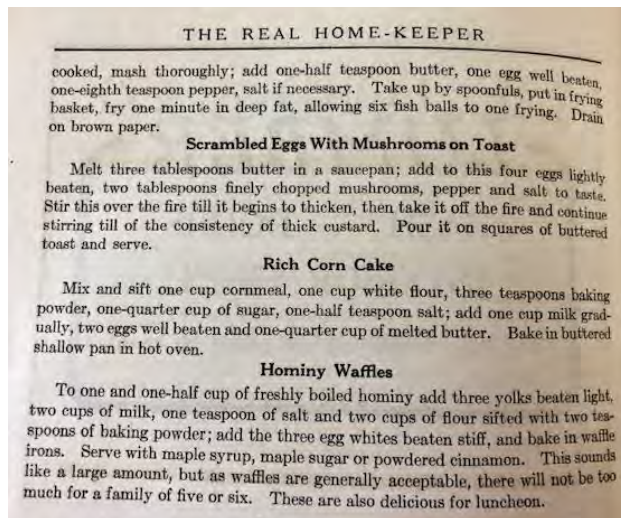 THE REAL HOME-KEEPER
cooked, mash thoroughly; add one-half teaspoon butter, one egg well beaten,
one-eighth teaspoon pepper, salt if necessary. Take up by spoonfuls, put in frying
basket, fry one minute in deep fat, allowing six fish balls to one frying. Drain
on brown paper.
Scrambled Eggs With Mushrooms on Toast
Melt three tablespoons butter in a saucepan; add to this four eggs lightly
beaten, two tablespoons finely chopped mushrooms, pepper and salt to taste.
Stir this over the fire till it begins to thicken, then take it off the fire and continue
stirring till of the consistency of thick custard. Pour it on squares of buttered
toast and serve.
Rich Corn Cake
Mix and sift one cup cornmeal, one cup white flour, three teaspoons baking
powder, one-quarter cup of sugar, one-half teaspoon salt; add one cup milk grad-
ually, two eggs well beaten and one-quarter cup of melted butter. Bake in buttered
shallow pan in hot oven.
Hominy Waffles
To one and one-half cup of freshly boiled hominy add three yolks beaten light,
two cups of milk, one teaspoon of salt and two cups of flour sifted with two tea-
spoons of baking powder; add the three egg whites beaten stiff, and bake in waffle
irons. Serve with maple syrup, maple sugar or powdered cinnamon. This sounds
like a large amount, but as waffles are generally acceptable, there will not be too
much for a family of five or six. These are also delicious for luncheon.